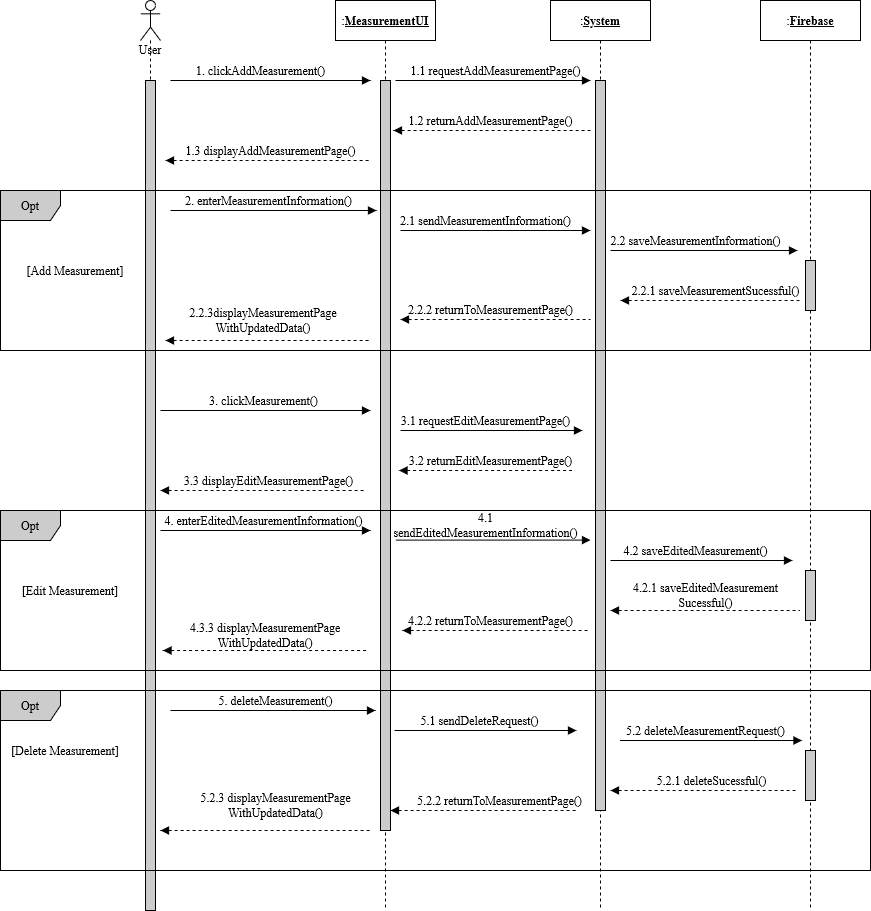 User
:MeasurementUI
:System
:Firebase
1. clickAddMeasurement()
1.1 requestAddMeasurementPage()
1.2 returnAddMeasurementPage()
1.3 displayAddMeasurementPage()
Opt
2. enterMeasurementInformation()
2.1 sendMeasurementInformation()
2.2 saveMeasurementInformation()
[Add Measurement]
2.2.1 saveMeasurementSucessful()
2.2.2 returnToMeasurementPage()
2.2.3displayMeasurementPage
WithUpdatedData()
3. clickMeasurement()
3.1 requestEditMeasurementPage()
3.2 returnEditMeasurementPage()
3.3 displayEditMeasurementPage()
Opt
4. enterEditedMeasurementInformation()
4.1
sendEditedMeasurementInformation()
4.2 saveEditedMeasurement()
[Edit Measurement]
4.2.1 saveEditedMeasurement
Sucessful()
4.2.2 returnToMeasurementPage()
4.3.3 displayMeasurementPage
WithUpdatedData()
Opt
5. deleteMeasurement()
5.1 sendDeleteRequest()
5.2 deleteMeasurementRequest()
[Delete Measurement]
5.2.1 deleteSucessful()
5.2.2 returnToMeasurementPage()
5.2.3 displayMeasurementPage
WithUpdatedData()